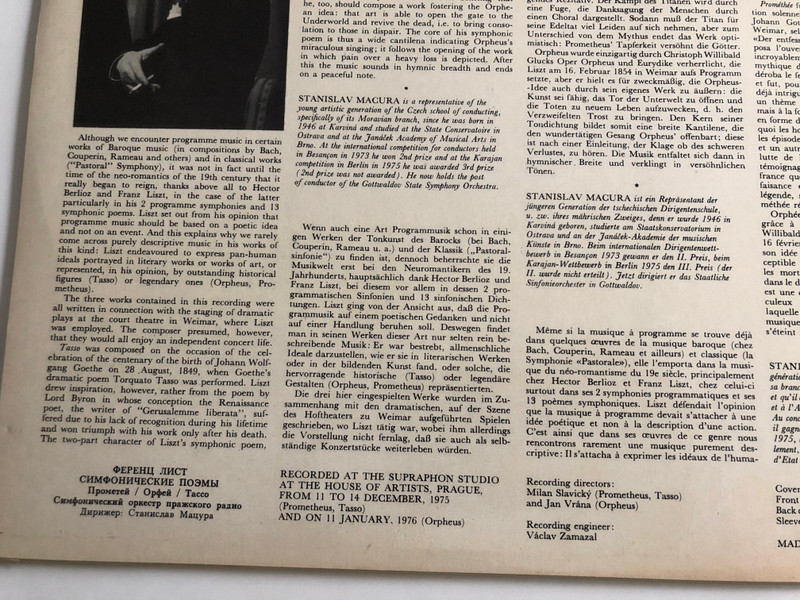 Although we encounter programme music in certain
works of Baroque music (in compositions by Bach,
Couperin, Rameau and others) and in classical works
("Pastoral" Symphony), it was not in fact until the
time of the neo-romantics of the 19th century that it
really began to reign, thanks above all to Hector
Berlioz and Franz Liszt, in the case of the latter
particularly in his 2 programme symphonies and 13
symphonic poems. Liszt set out from his opinion that
programme music should be based on a poetic idea
and not on an event. And this explains why we rarely
come across purely descriptive music in his works of
this kind: Liszt endeavoured to express pan-human
ideals portrayed in literary works or works of art, or
represented, in his opinion, by outstanding historical
figures (Tasso) or legendary ones (Orpheus, Pro-
metheus).
The three works contained in this recording were
all written in connection with the staging of dramatic
plays at the court theatre in Weimar, where Liszt
was employed. The composer presumed, however,
that they would all enjoy an independent concert life.
Tasso was composed on the occasion of the cel-
ebration of the centenary of the birth of Johann Wolf-
gang Goethe on 28 August, 1849, when Goethe's
dramatic poem Torquato Tasso was performed. Liszt
drew inspiration, however, rather from the poem by
Lord Byron in whose conception the Renaissance
poet, the writer of "Gerusalemme liberata", suf-
fered due to his lack of recognition during his lifetime
and won triumph with his work only after his death.
The two-part character of Liszt's symphonic poem,
ФЕРЕНЦ ЛИСТ
СИМФОНИЧЕСКИЕ ПОЭМЫ
Прометей / Орфей / Тассо
Симфонический оркестр пражского радио
Дирижер: Станислав Мацура
he, too, should compose a work fostering the Orphe-
an idea: that art is able to open the gate to the
Underworld and revive the dead, i.e. to bring conso-
lation to those in despair. The core of his symphonic
poem is thus a wide cantilena indicating Orpheus's
miraculous singing; it follows the opening of the work
in which pain over a heavy loss is depicted. After
this the music sounds in hymnic breadth and ends
on a peaceful note.
STANISLAV MACURA is a representative of the
young artistic generation of the Czech school of conducting,
specifically of its Moravian branch, since he was born in
1946 at Karviná and studied at the State Conservatoire in
Ostrava and at the Janáček Academy of Musical Arts in
Brno. At the international competition for conductors held
in Besançon in 1973 he won 2nd prize and at the Karajan
competition in Berlin in 1975 he was awarded 3rd prize
(2nd prize was not awarded). He now holds the post
of conductor of the Gottwaldov State Symphony Orchestra.
Wenn auch eine Art Programmusik schon in eini-
gen Werken der Tonkunst des Barocks (bei Bach,
Couperin, Rameau u. a.) und der Klassik („Pastoral-
sinfonie") zu finden ist, dennoch beherrschte sie die
Musikwelt erst bei den Neuromantikern des 19.
Jahrhunderts, hauptsächlich dank Hector Berlioz und
Franz Liszt, bei diesem vor allem in dessen 2 pro-
grammatischen Sinfonien und 13 sinfonischen Dich-
tungen. Liszt ging von der Ansicht aus, daß die Pro-
grammusik auf einem poetischen Gedanken und nicht
auf einer Handlung beruhen soll. Deswegen findet
man in seinen Werken dieser Art nur selten rein be-
schreibende Musik: Er war bestrebt, allmenschliche
Ideale darzustellen, wie er sie in literarischen Werken
oder in der bildenden Kunst fand, oder solche, die
hervorragende historische (Tasso) oder legendäre
Gestalten (Orpheus, Prometheus) repräsentierten.
Die drei hier eingespielten Werke wurden im Zu-
sammenhang mit den dramatischen, auf der Szene
des Hoftheaters zu Weimar aufgeführten Spielen
geschrieben, wo Liszt tätig war, wobei ihm allerdings
die Vorstellung nicht fernlag, daß sie auch als selb-
ständige Konzertstücke weiterleben würden.
RECORDED AT THE SUPRAPHON STUDIO
AT THE HOUSE OF ARTISTS, PRAGUE,
FROM 11 TO 14 DECEMBER, 1975
(Prometheus, Tasso)
AND ON 11 JANUARY, 1976 (Orpheus)
eine Fuge, die Danksagung der Menschen durch
einen Choral dargestellt. Sodann muß der Titan für
seine Edeltat viel Leiden auf sich nehmen, aber zum
Unterschied von dem Mythus endet das Werk opti-
mistisch: Prometheus' Tapferkeit versöhnt die Götter.
Orpheus wurde einzigartig durch Christoph Willibald
Glucks Oper Orpheus und Eurydike verherrlicht, die
Liszt am 16. Februar 1854 in Weimar aufs Programm
setzte, aber er hielt es für zweckmäßig, die Orpheus-
-Idee auch durch sein eigenes Werk zu äußern: die
Kunst sei fähig, das Tor der Unterwelt zu öffnen und
die Toten zu neuem Leben aufzuwecken, d. h. den
Verzweifelten Trost zu bringen. Den Kern seiner
Tondichtung bildet somit eine breite Kantilene, die
den wundertätigen Gesang Orpheus' offenbart; diese
ist nach einer Einleitung, der Klage ob des schweren
Verlustes, zu hören. Die Musik entfaltet sich dann in
hymnischer Breite und verklingt in versöhnlichen
Tönen.
STANISLAV MACURA ist ein Repräsentant der
jüngeren Generation der tschechischen Dirigentenschule,
u. zw. ihres mährischen Zweiges, denn er wurde 1946 in
Karviná geboren, studierte am Staatskonservatorium in
Ostrava und an der Janáček-Akademie der musischen
Künste in Brno. Beim internationalen Dirigentenwett-
bewerb in Besançon 1973 gewann er den II. Preis, beim
Karajan-Wettbewerb in Berlin 1975 den III. Preis (der
II. wurde nicht erteilt). Jetzt dirigiert er das Staatliche
Sinfonieorchester in Gottwaldov.
Même si la musique à programme se trouve déjà
dans quelques œuvres de la musique baroque (chez
Bach, Couperin, Rameau et ailleurs) et classique (la
Symphonie «Pastorale»), elle l'emporta dans la musi-
que du néo-romantisme du 19e siècle, principalement
chez Hector Berlioz et Franz Liszt, chez celui-ci
surtout dans ses 2 symphonies programmatiques et ses
13 poèmes symphoniques. Liszt défendait l'opinion
que la musique à programme devait s'attacher à une
idée poétique et non à la description d'une action.
C'est ainsi que dans ses œuvres de ce genre nous
rencontrons rarement une musique purement des-
criptive: Il s'attacha à exprimer les idéaux de l'huma-
Recording directors:
Milan Slavický (Prometheus, Tasso)
and Jan Vrána (Orpheus)
Recording engineer:
Václav Zamazal